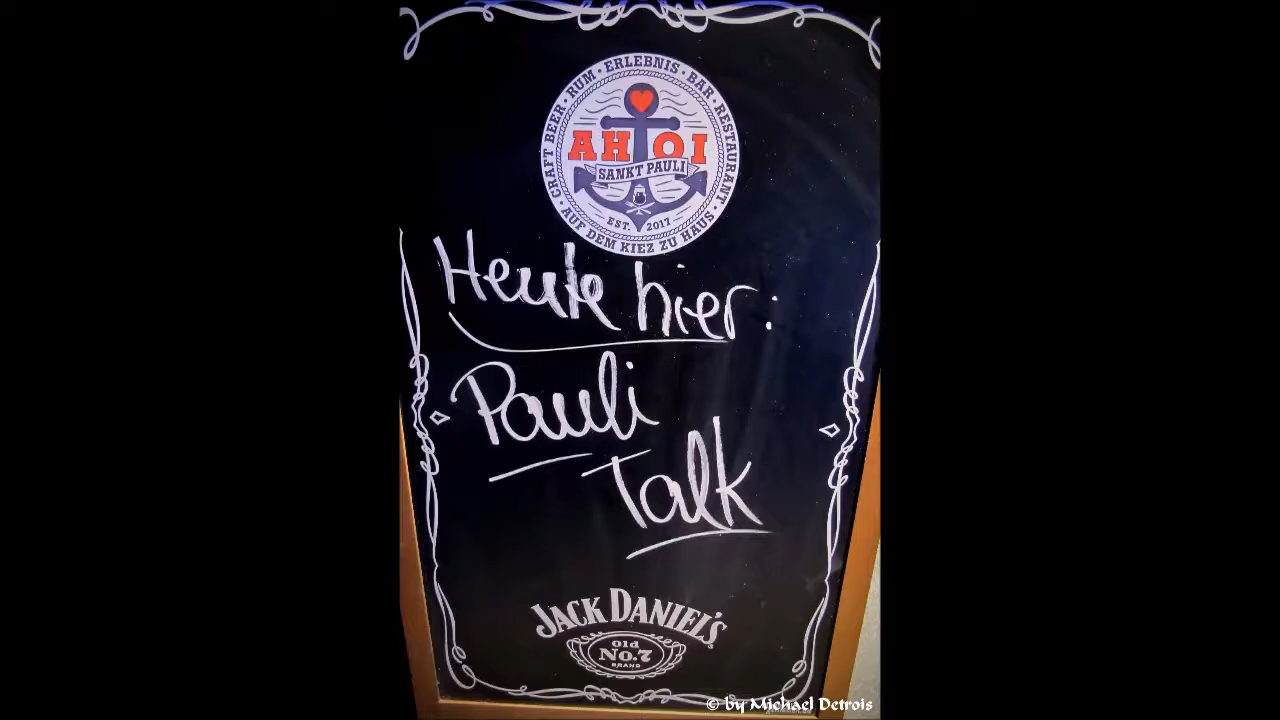 CRAFT BEER · RUM · ERLEBNIS · BAR · RESTAURANT ·
AHOI
SANKT PAULI
EST. 2017
· AUF DEM KIEZ ZU HAUS ·
Heute hier:
Pauli
Talk
JACK DANIEL'S
Old
No.7
BRAND
© by Michael Detrois